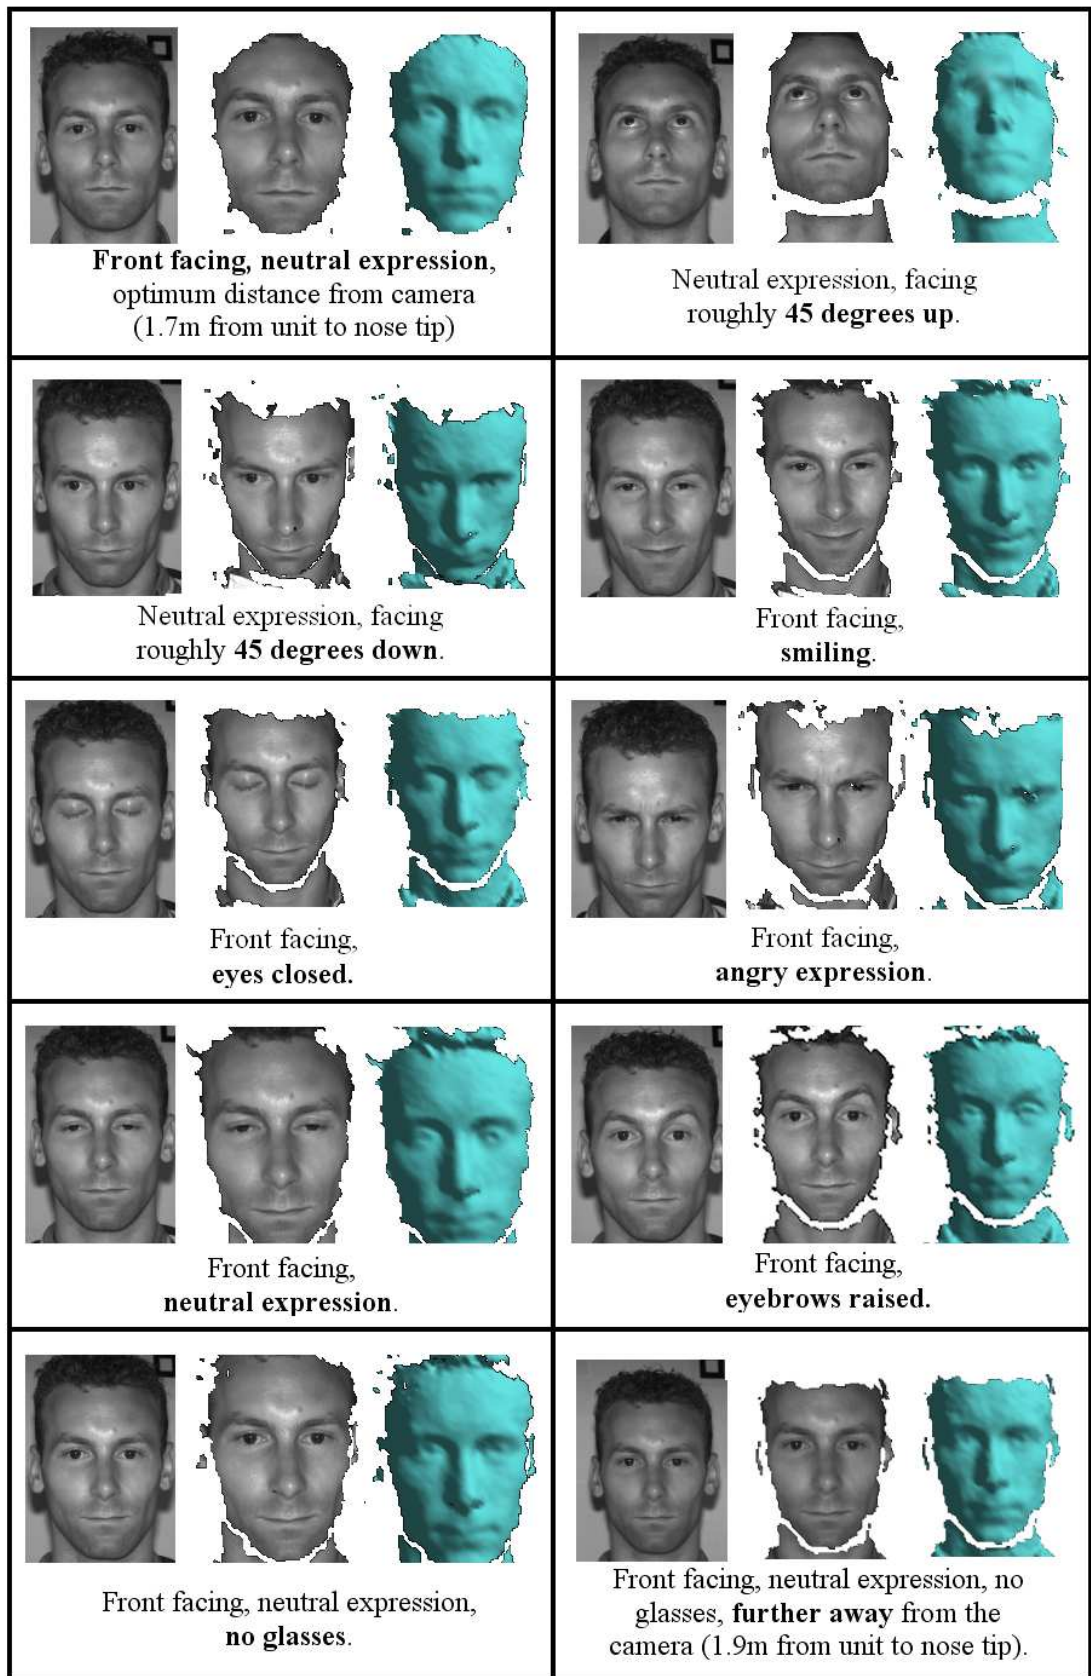 Front facing, neutral expression,
optimum distance from camera
(1.7m from unit to nose tip)
Neutral expression, facing
roughly 45 degrees up.
Neutral expression, facing
roughly 45 degrees down.
Front facing,
smiling.
Front facing,
eyes closed.
Front facing,
angry expression.
Front facing,
neutral expression.
Front facing,
eyebrows raised.
Front facing, neutral expression,
no glasses.
Front facing, neutral expression, no
glasses, further away from the
camera (1.9m from unit to nose tip).